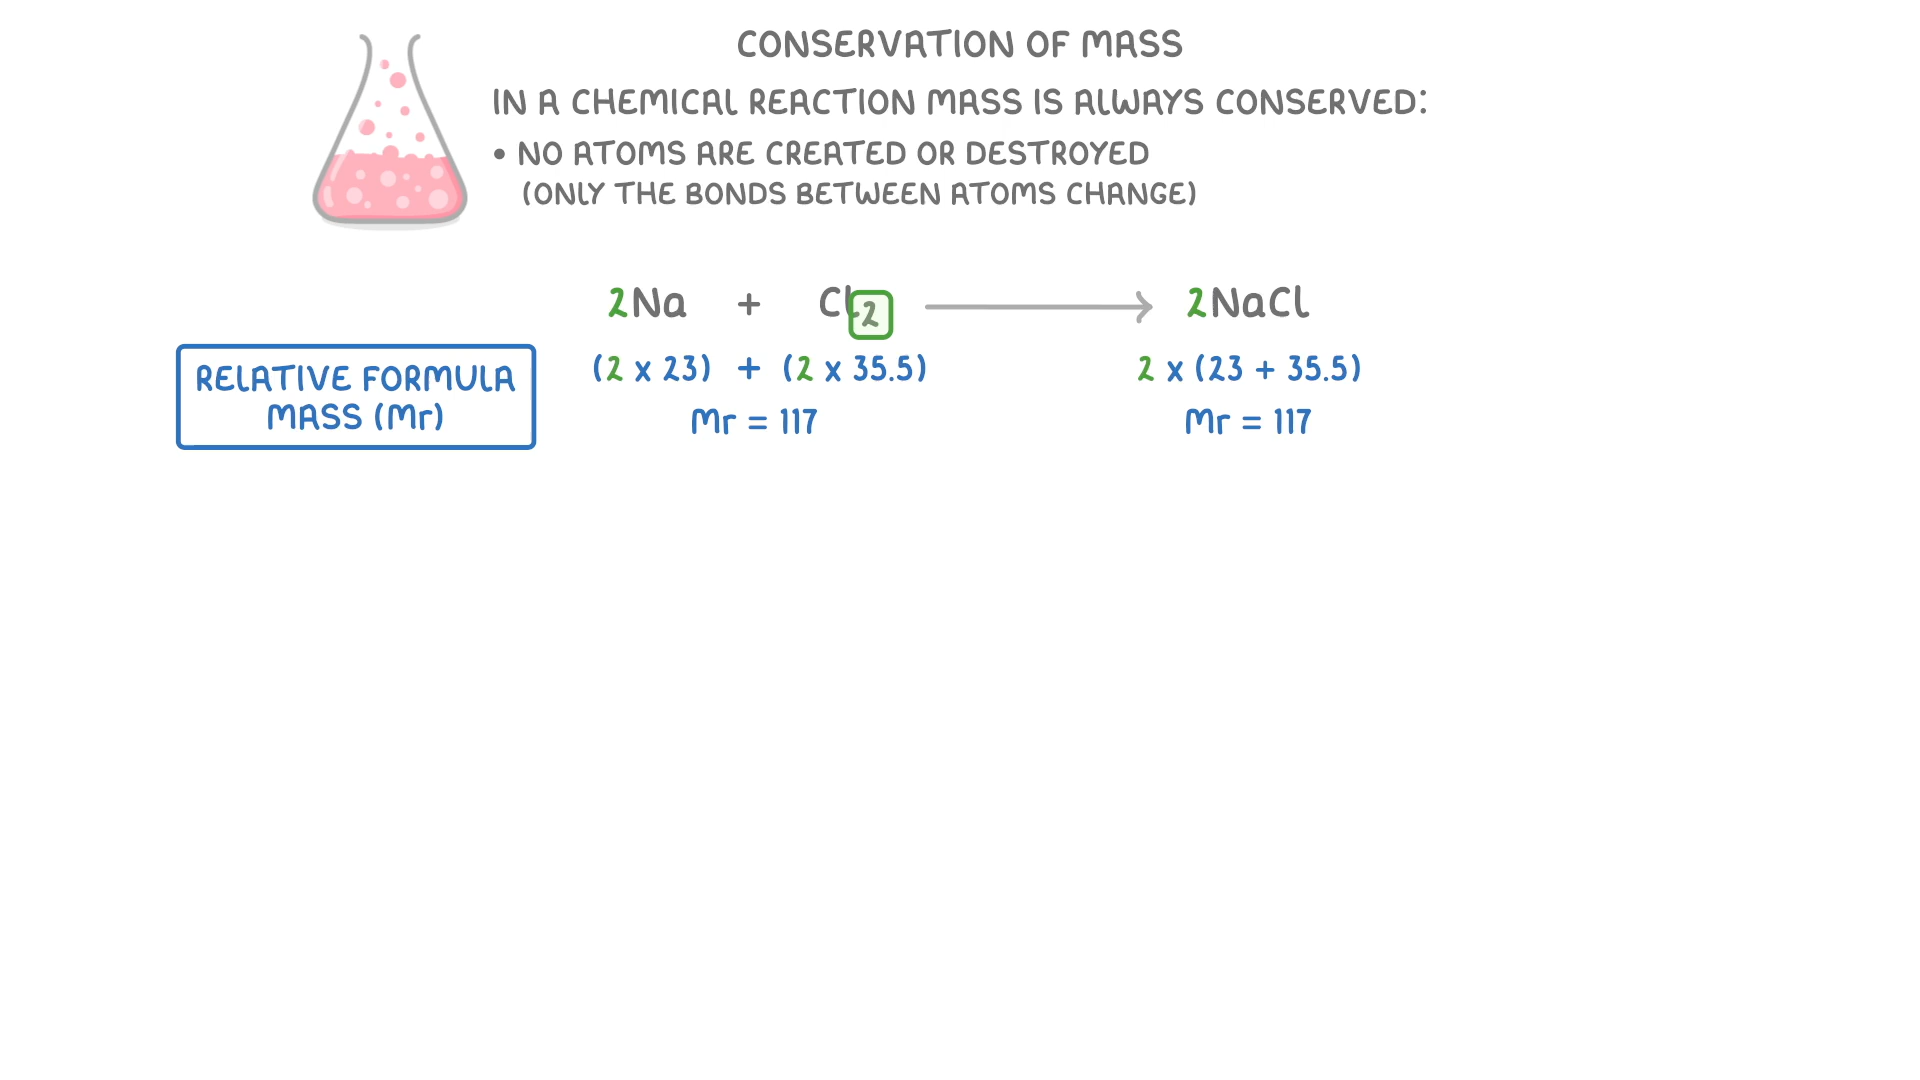 CONSERVATION OF MASS
IN A CHEMICAL REACTION MASS IS ALWAYS CONSERVED:
• NO ATOMS ARE CREATED OR DESTROYED
(ONLY THE BONDS BETWEEN ATOMS CHANGE)
2Na + Cl2 → 2NaCl
RELATIVE FORMULA
MASS (Mr)
(2 x 23) + (2 x 35.5) 2 x (23 + 35.5)
Mr = 117 Mr = 117